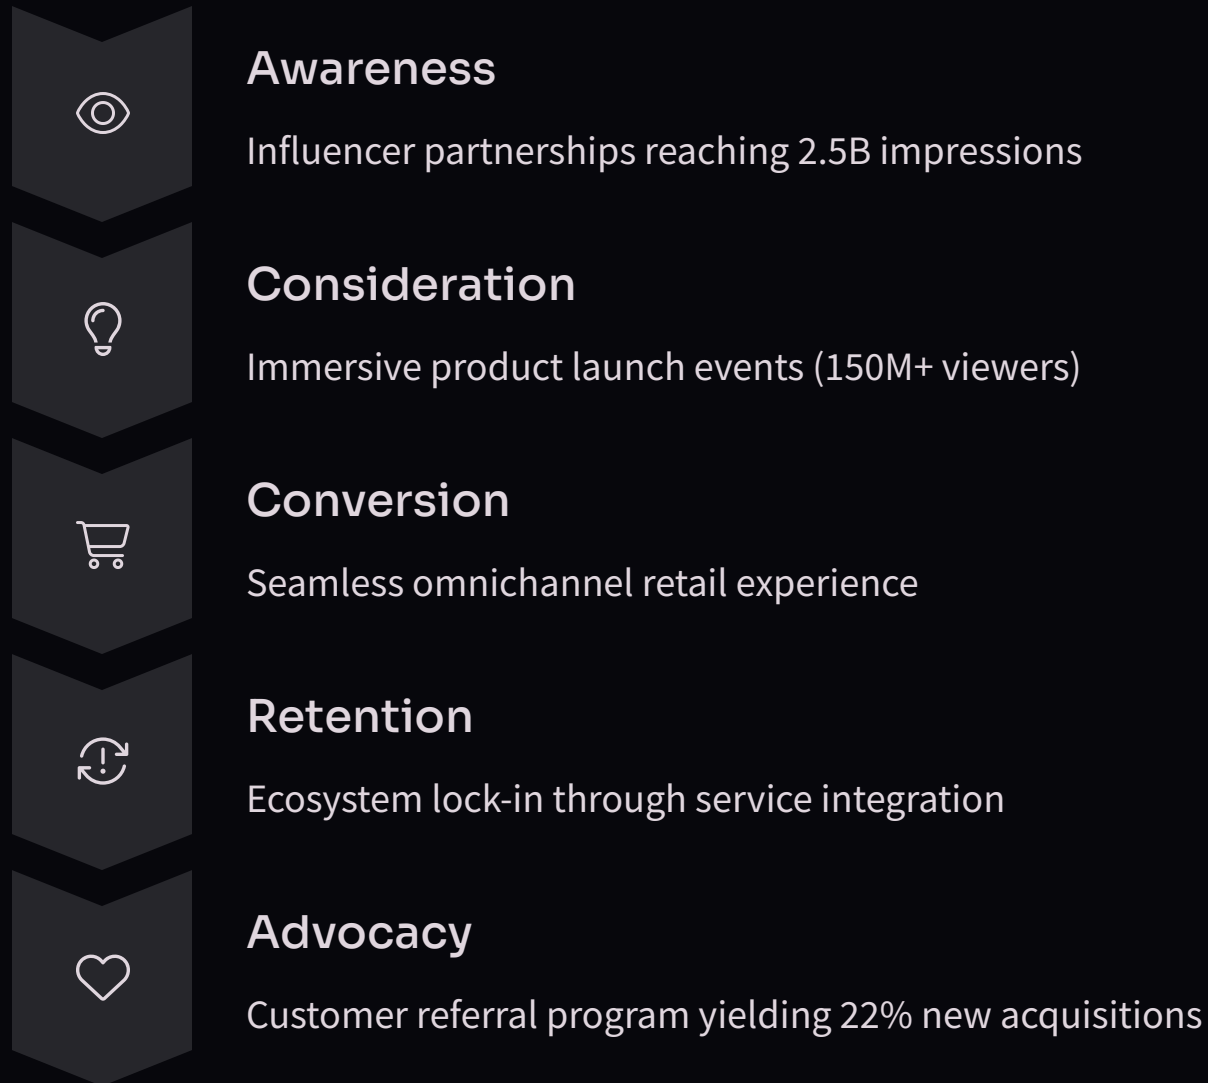 Awareness
Influencer partnerships reaching 2.5B impressions
Consideration
Immersive product launch events (150M+ viewers)
Conversion
Seamless omnichannel retail experience
Retention
Ecosystem lock-in through service integration
Advocacy
Customer referral program yielding 22% new acquisitions